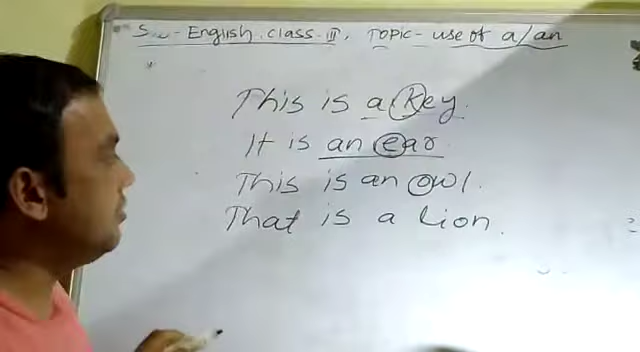 English class-III, Topic- use of a/an
This is a Key.
It is an ear.
This is an owl.
That is a Lion.